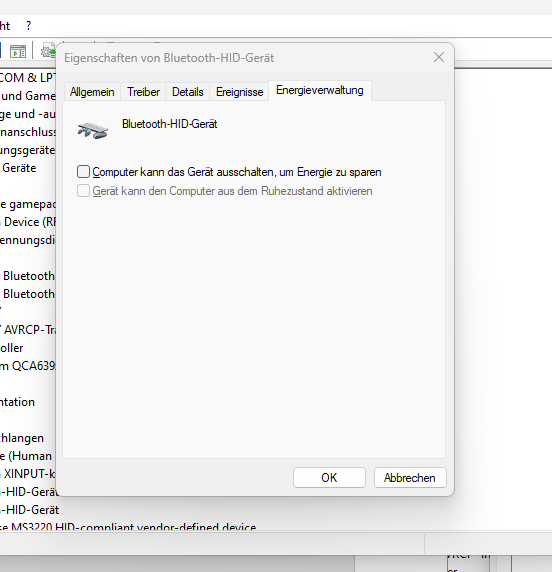 ht ?
Eigenschaften von Bluetooth-HID-Gerät
COM & LPT
und Game
ge und -au
nanschluss
ungsgeräte
Geräte
e gamepad
Device (RF
ennungsdi
Bluetooth
Bluetooth
AVRCP-Tra
oller
m QCA639
ntation
chlangen
e (Human
XINPUT-k
-HID-Gerät
-HID-Gerät
se MS3220 HID-compliant vendor-defined device
Allgemein Treiber Details Ereignisse Energieverwaltung
Bluetooth-HID-Gerät
Computer kann das Gerät ausschalten, um Energie zu sparen
Gerät kann den Computer aus dem Ruhezustand aktivieren
OK Abbrechen